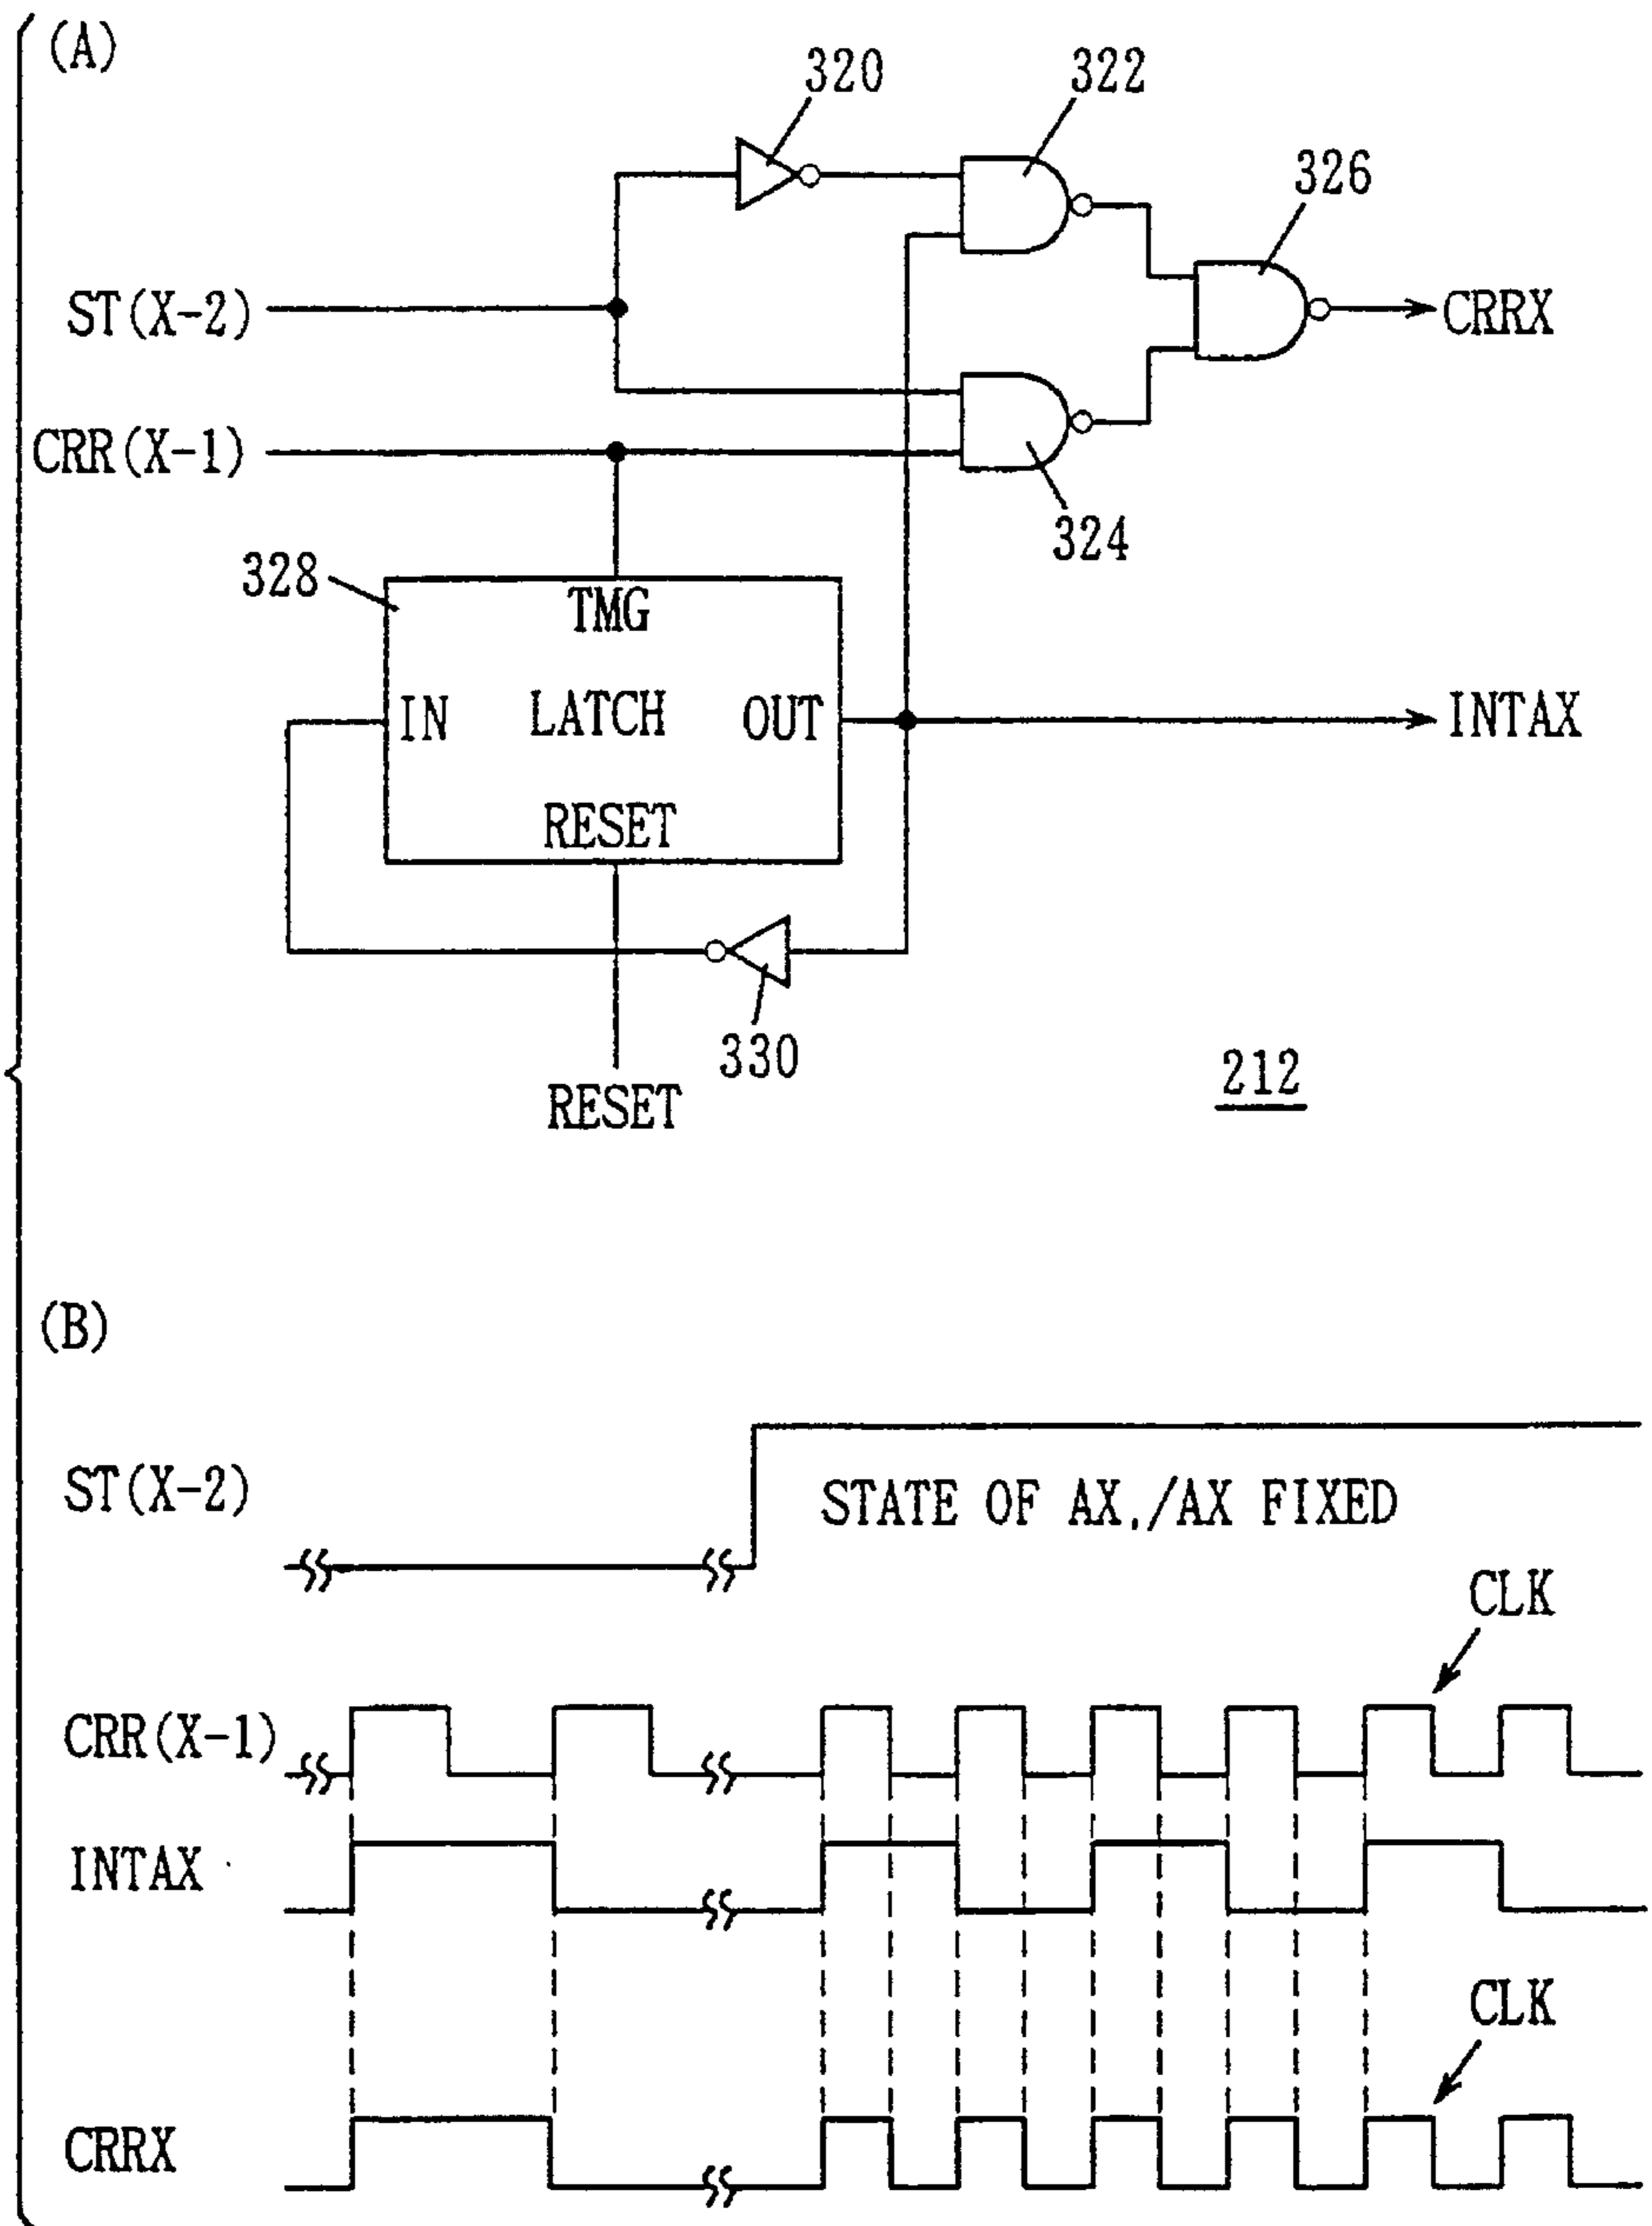 (A)
320
322
326
ST(X-2)
CRRX
CRR(X-1)
324
328
TMG
IN
LATCH
OUT
INTAX
RESET
330
RESET
212
(B)
ST(X-2)
STATE OF AX,/AX FIXED
CLK
CRR(X-1)
INTAX
CLK
CRRX